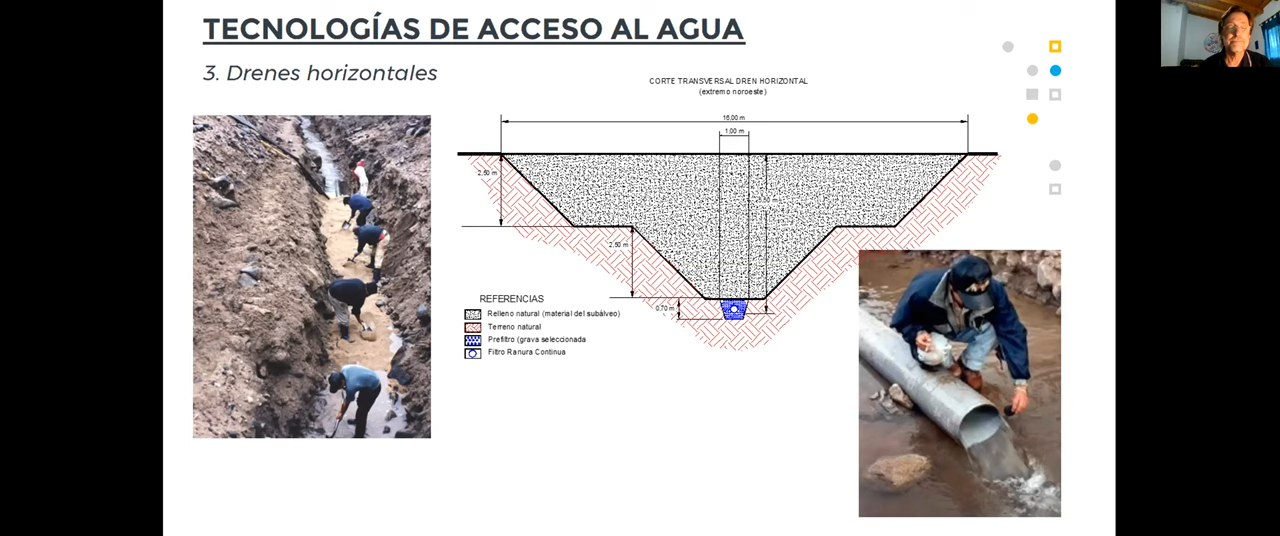 TECNOLOGÍAS DE ACCESO AL AGUA
3. Drenes horizontales
CORTE TRANSVERSAL DREN HORIZONTAL
(extremo noroeste)
16,00 m
1,00 m
2,50 m
2,50 m
0,70 m
REFERENCIAS
Relleno natural (material del subálveo)
Terreno natural
Prefiltro (grava seleccionada
Filtro Ranura Continua